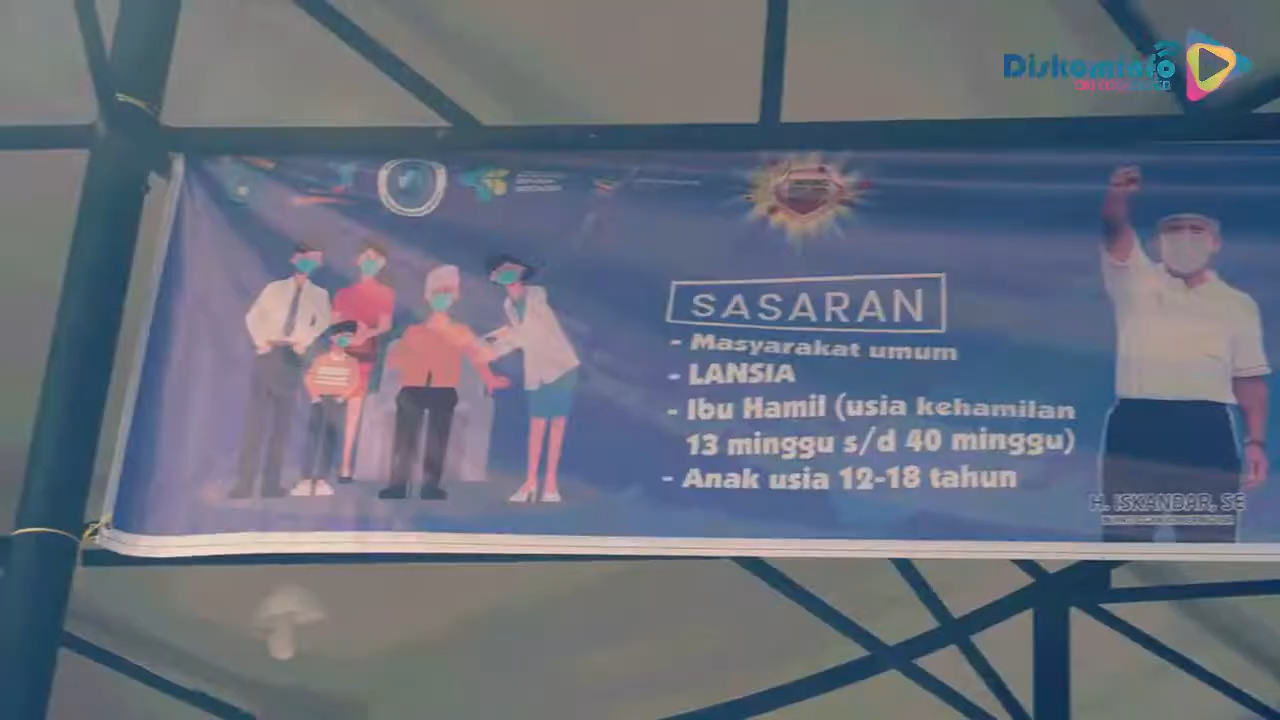 Diskominfo
SASARAN
- Masyarakat umum
- LANSIA
- Ibu Hamil (usia kehamilan
13 minggu s/d 40 minggu)
- Anak usia 12-18 tahun
H. ISKANDAR, SE